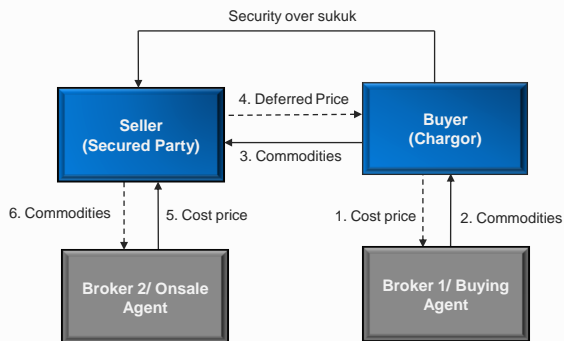 Security over sukuk
Seller
(Secured Party)
4. Deferred Price
3. Commodities
Buyer
(Chargor)
6. Commodities
5. Cost price
1. Cost price
2. Commodities
Broker 2/ Onsale
Agent
Broker 1/ Buying
Agent